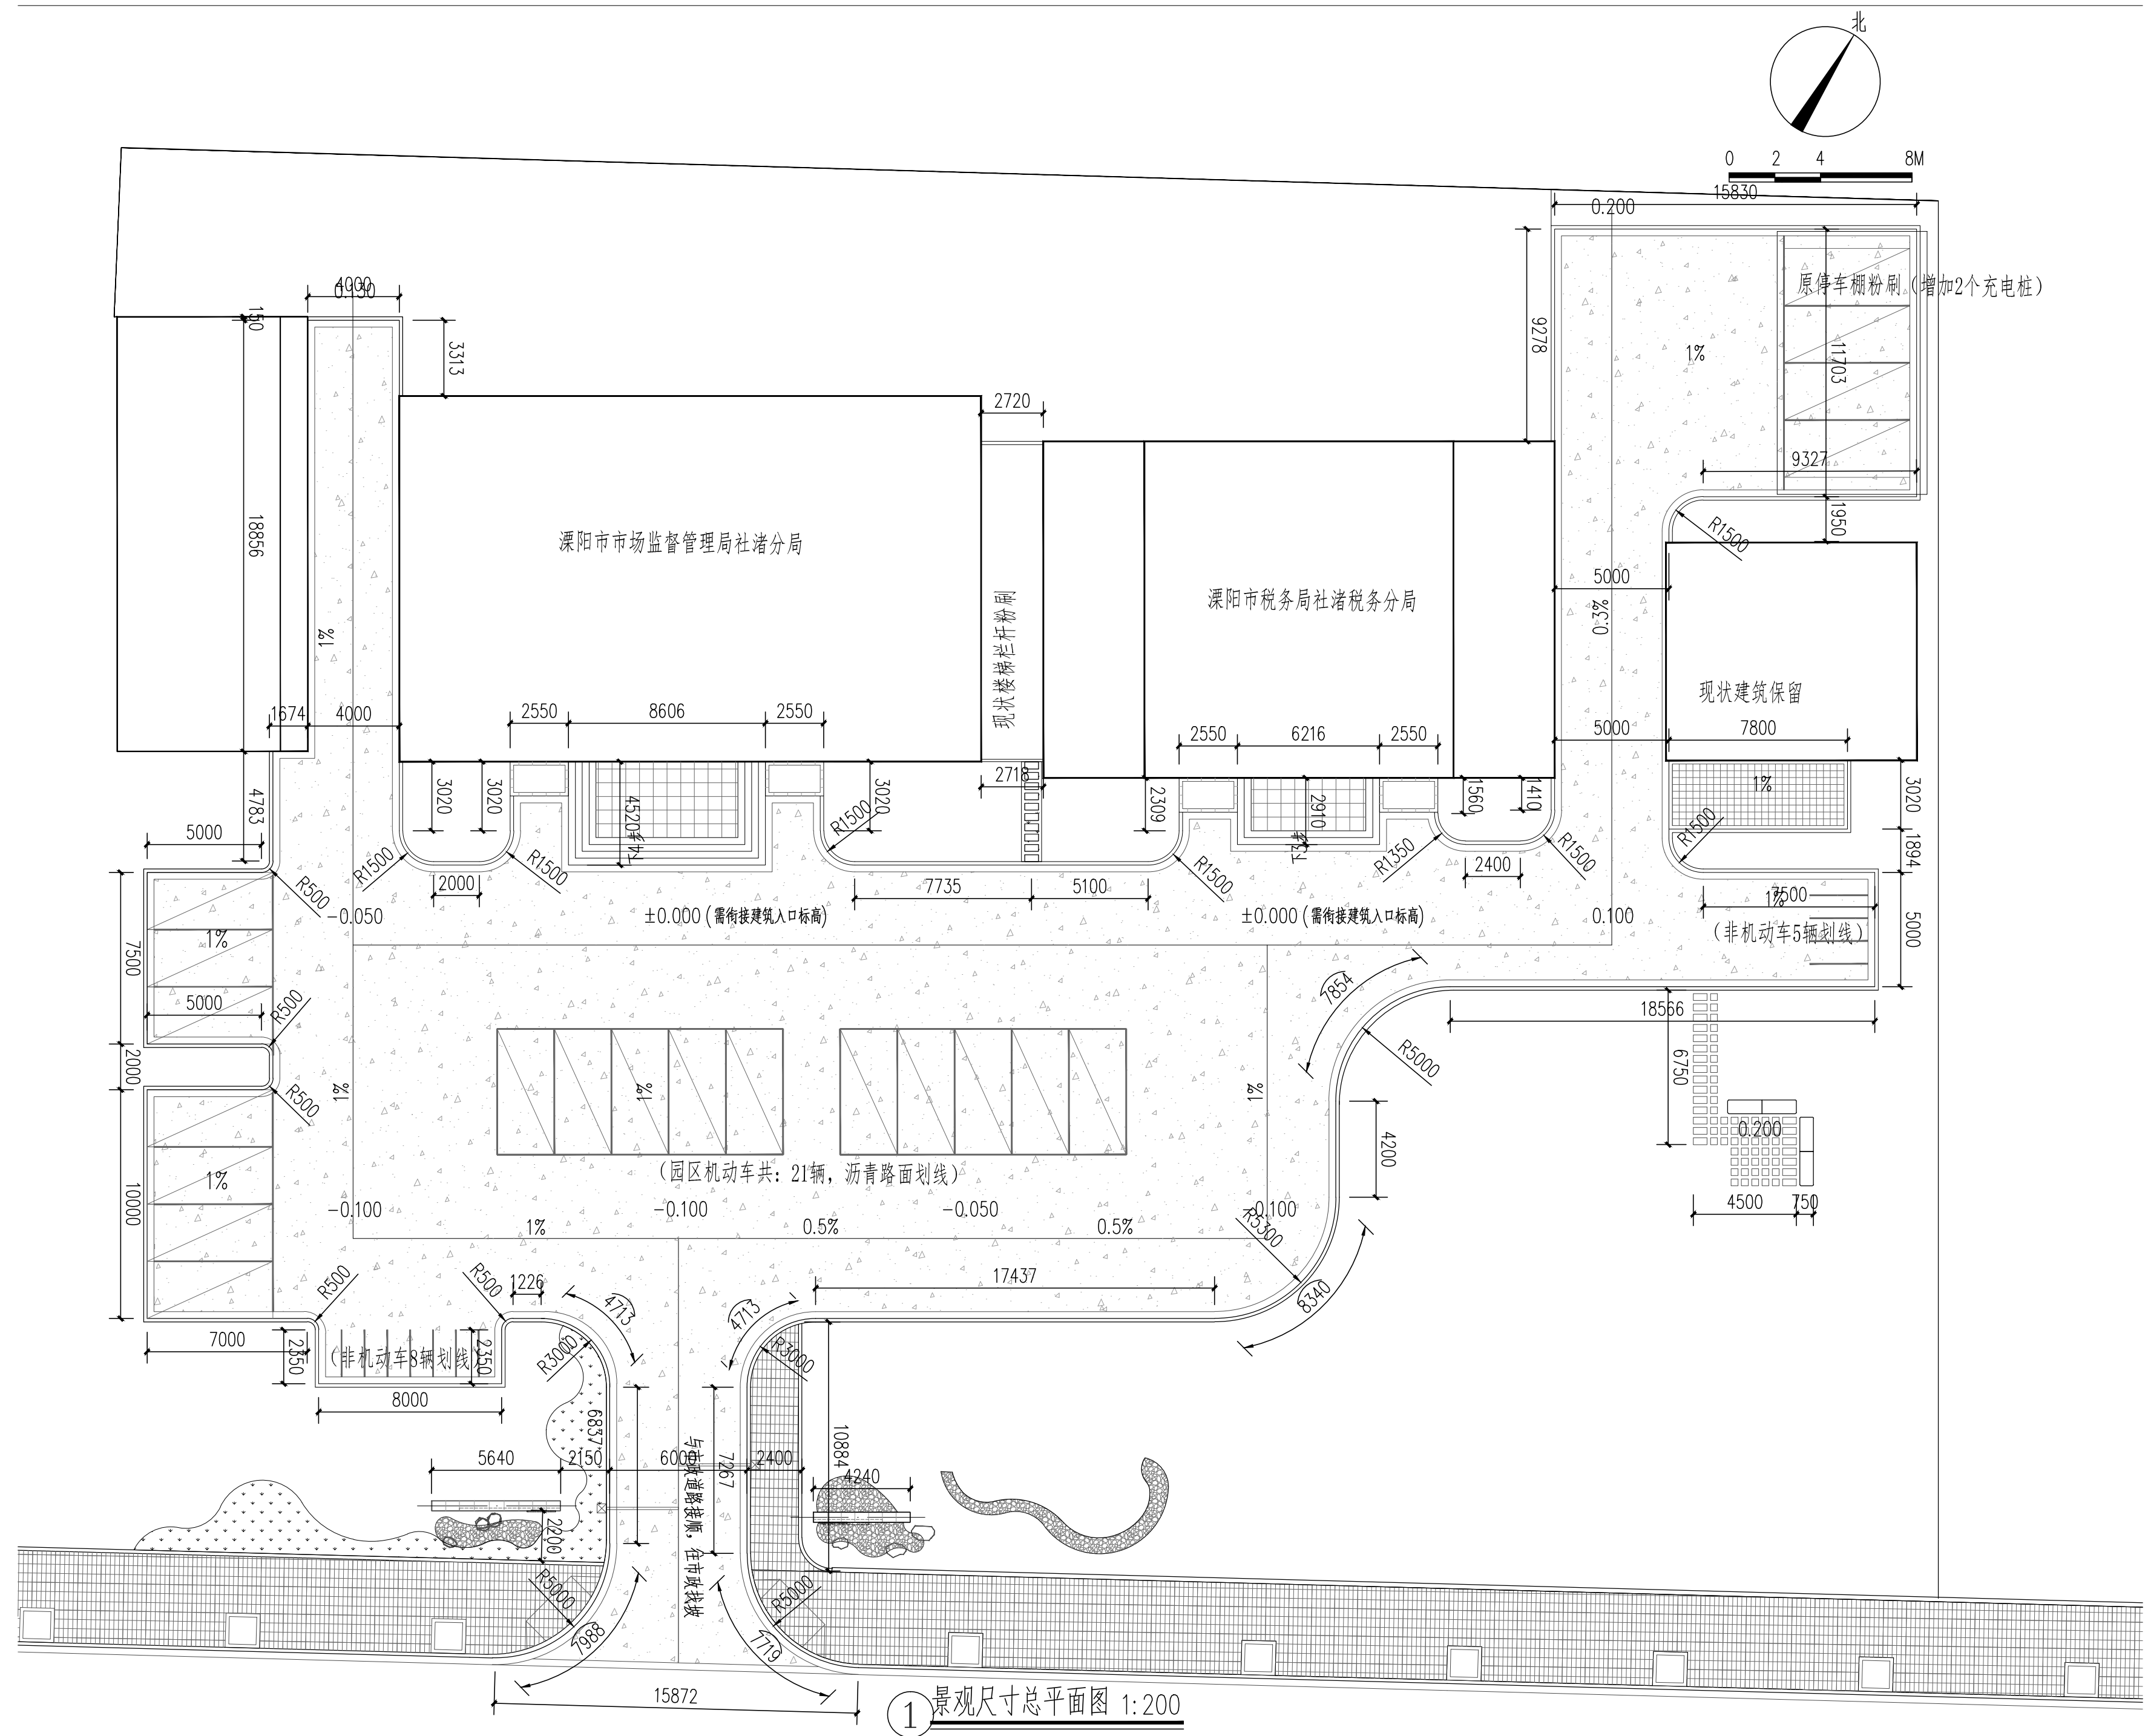 北
0 2 4 8M
15830
0.200
4000
0.130
150
3313
9278
原停车棚粉刷（增加2个充电桩）
1%
11703
2720
9327
18856
溧阳市市场监督管理局社渚分局
1950
R1500
现状楼梯栏杆粉刷
溧阳市税务局社渚税务分局
5000
0.3%
1%
现状建筑保留
1674
4000
2550
8606
2550
2550
6216
2550
5000
7800
4783
3020
3020
4520
下4步
3020
2718
2309
2910
下3步
1560
1410
1%
3020
5000
R1500
R1500
R1500
R1500
R1350
R1500
R1500
1894
R500
2000
7735
5100
2400
7500
1%
-0.050
±0.000 (需衔接建筑入口标高)
±0.000 (需衔接建筑入口标高)
0.100
（非机动车5辆划线）
5000
7500
1%
5000
R500
7854
18566
2000
R500
1%
1%
1%
R5000
6750
4200
0.200
（园区机动车共：21辆，沥青路面划线）
10000
1%
-0.100
-0.100
-0.050
-0.100
4500
750
1%
0.5%
0.5%
R5300
R500
R500
1226
4713
4713
17437
8340
7000
2350
（非机动车8辆划线）
2350
R3000
R3000
8000
6837
与市政道路接顺，往市政找坡
7267
10884
5640
2150
6000
2400
4240
2200
R5000
R5000
7988
7719
15872
1
景观尺寸总平面图 1:200